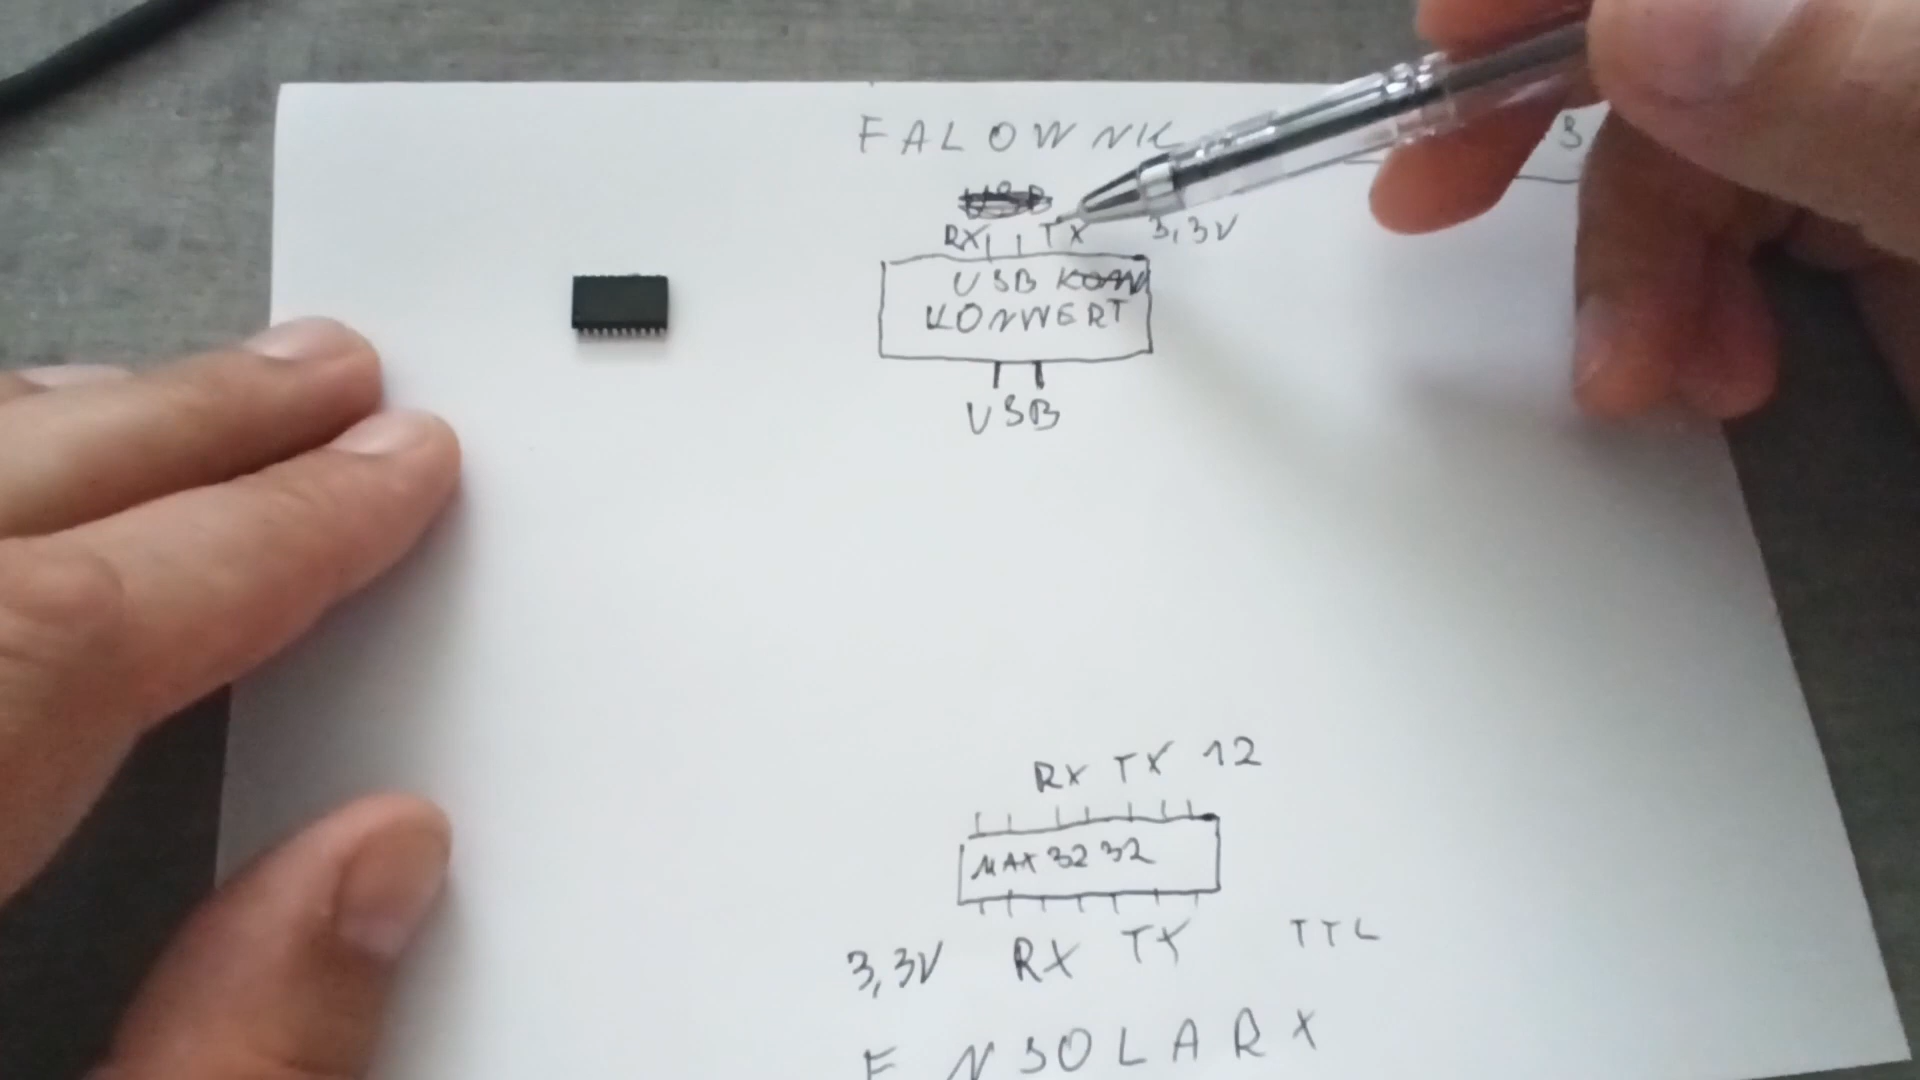 FALOWNIK
RX TX 3,3V
USB
KONWERT
USB
RX TX 12
MAX 3232
3,3V RX TX TTL
ENSOLARX